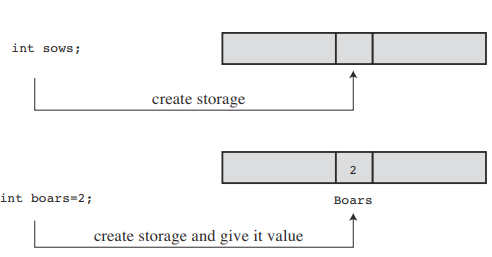 int sows;
create storage
2
int boars=2;
Boars
create storage and give it value